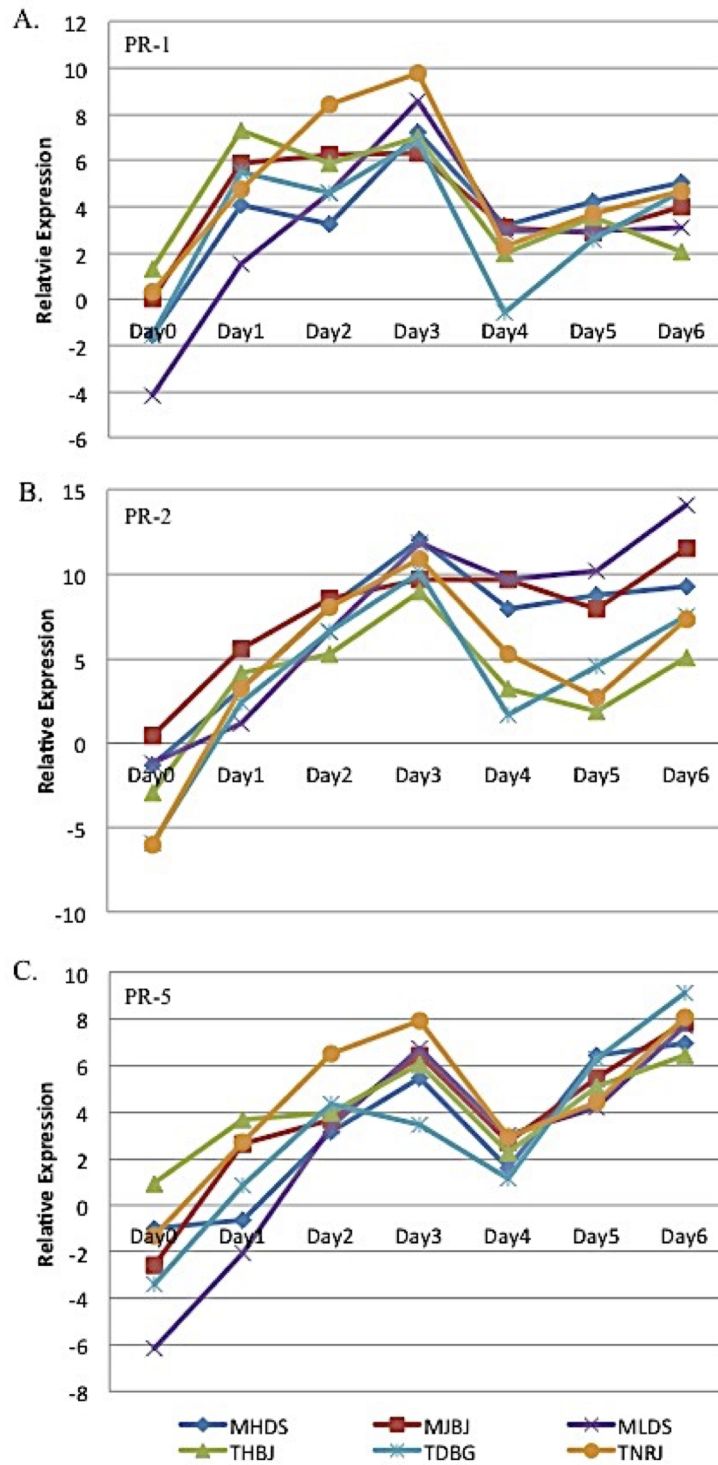 A.
PR-1
Relatvie Expression
12
10
8
6
4
2
0
-2
-4
-6
Day0 Day1 Day2 Day3 Day4 Day5 Day6
B.
PR-2
Relative Expression
15
10
5
0
-5
-10
Day0 Day1 Day2 Day3 Day4 Day5 Day6
C.
PR-5
Relative Expression
10
8
6
4
2
0
-2
-4
-6
-8
Day0 Day1 Day2 Day3 Day4 Day5 Day6
MHDS MJBJ MLDS
THBJ TDBG TNRJ